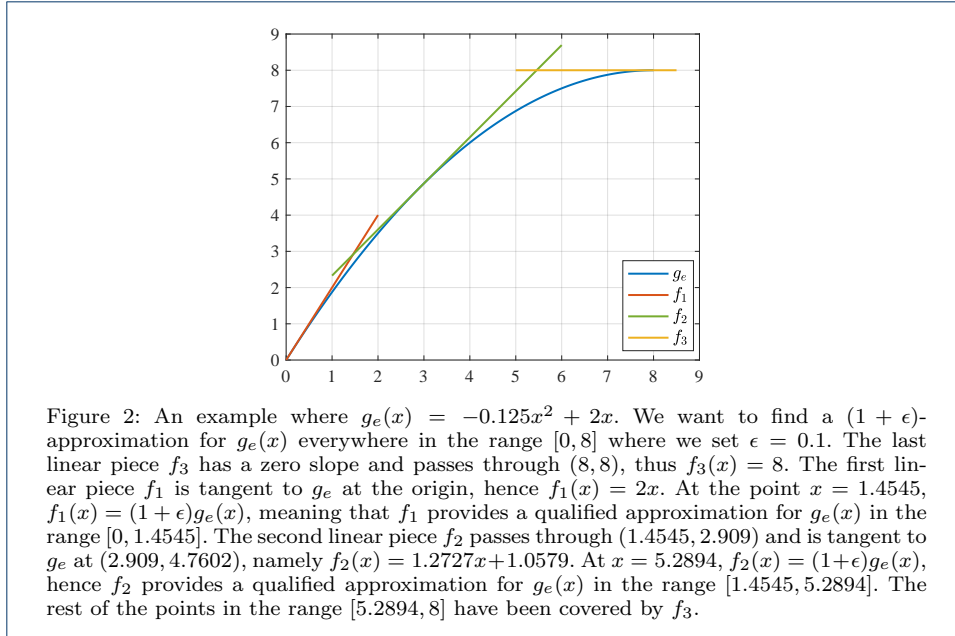 9
8
7
6
5
4
3
2
1
0
0 1 2 3 4 5 6 7 8 9
g_e
f_1
f_2
f_3
Figure 2: An example where g_e(x) = −0.125x² + 2x. We want to find a (1 + ϵ)-
approximation for g_e(x) everywhere in the range [0, 8] where we set ϵ = 0.1. The last
linear piece f_3 has a zero slope and passes through (8, 8), thus f_3(x) = 8. The first lin-
ear piece f_1 is tangent to g_e at the origin, hence f_1(x) = 2x. At the point x = 1.4545,
f_1(x) = (1 + ϵ)g_e(x), meaning that f_1 provides a qualified approximation for g_e(x) in the
range [0, 1.4545]. The second linear piece f_2 passes through (1.4545, 2.909) and is tangent to
g_e at (2.909, 4.7602), namely f_2(x) = 1.2727x+1.0579. At x = 5.2894, f_2(x) = (1+ϵ)g_e(x),
hence f_2 provides a qualified approximation for g_e(x) in the range [1.4545, 5.2894]. The
rest of the points in the range [5.2894, 8] have been covered by f_3.